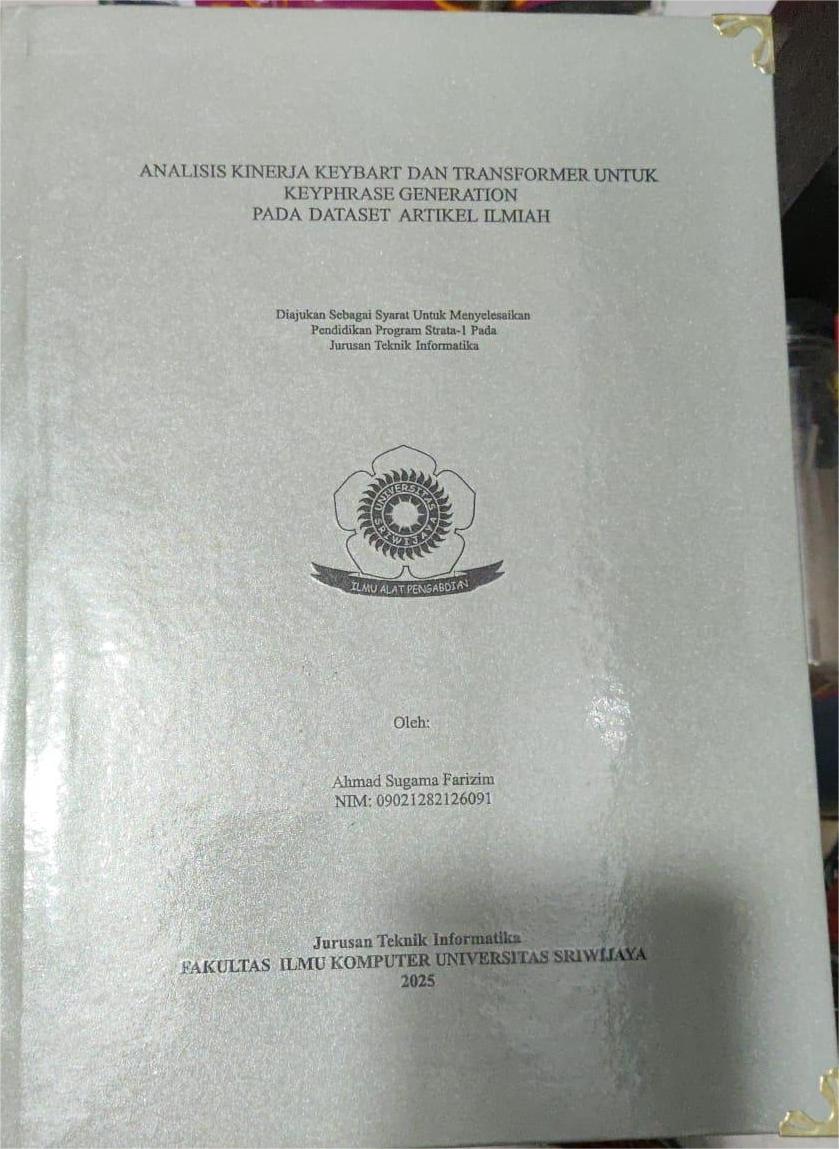 ANALISIS KINERJA KEYBART DAN TRANSFORMER UNTUK
KEYPHRASE GENERATION
PADA DATASET ARTIKEL ILMIAH
Diajukan Sebagai Syarat Untuk Menyelesaikan
Pendidikan Program Strata-1 Pada
Jurusan Teknik Informatika
UNIVERSITAS
SRIWIJAYA
ILMU ALAT PENGABDIAN
Oleh:
Ahmad Sugama Farizim
NIM: 09021282126091
Jurusan Teknik Informatika
FAKULTAS ILMU KOMPUTER UNIVERSITAS SRIWIJAYA
2025